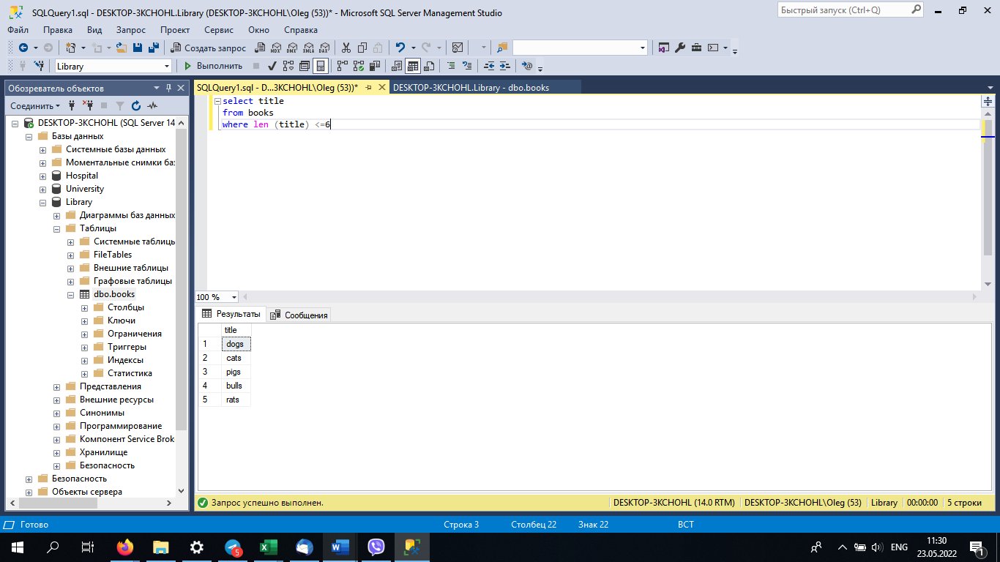 SQLQuery1.sql - DESKTOP-3KCHOHL.Library (DESKTOP-3KCHOHL\Oleg (53))* - Microsoft SQL Server Management Studio
Быстрый запуск (Ctrl+Q)
Файл Правка Вид Запрос Проект Сервис Окно Справка
Создать запрос MDX DMX XMLA DAX
Library Выполнить
Обозреватель объектов
SQLQuery1.sql - D...3KCHOHL\Oleg (53))* DESKTOP-3KCHOHL.Library - dbo.books
Соединить
DESKTOP-3KCHOHL (SQL Server 14
Базы данных
Системные базы данных
Моментальные снимки баз
Hospital
University
Library
Диаграммы баз данных
Таблицы
Системные таблицы
FileTables
Внешние таблицы
Графовые таблицы
dbo.books
Столбцы
Ключи
Ограничения
Триггеры
Индексы
Статистика
Представления
Внешние ресурсы
Синонимы
Программирование
Компонент Service Brok
Хранилище
Безопасность
Безопасность
Объекты сервера
select title
from books
where len (title) <=6
100 %
Результаты Сообщения
title
1 dogs
2 cats
3 pigs
4 bulls
5 rats
Запрос успешно выполнен. DESKTOP-3KCHOHL (14.0 RTM) DESKTOP-3KCHOHL\Oleg (53) Library 00:00:00 5 строки
Готово Строка 3 Столбец 22 Знак 22 ВСТ
5 ENG 11:30
23.05.2022 1